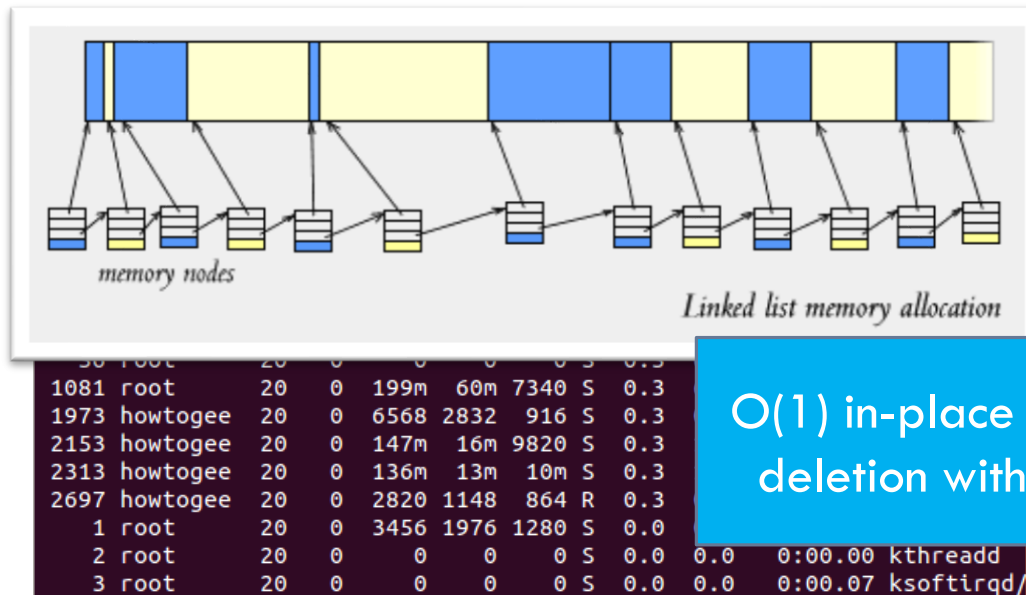 memory nodes
Linked list memory allocation
1081 root 20 0 199m 60m 7340 S 0.3
1973 howtogee 20 0 6568 2832 916 S 0.3
2153 howtogee 20 0 147m 16m 9820 S 0.3
2313 howtogee 20 0 136m 13m 10m S 0.3
2697 howtogee 20 0 2820 1148 864 R 0.3
1 root 20 0 3456 1976 1280 S 0.0
2 root 20 0 0 0 0 S 0.0 0.0 0:00.00 kthreadd
3 root 20 0 0 0 0 S 0.0 0.0 0:00.07 ksoftirqd/
O(1) in-place
deletion with